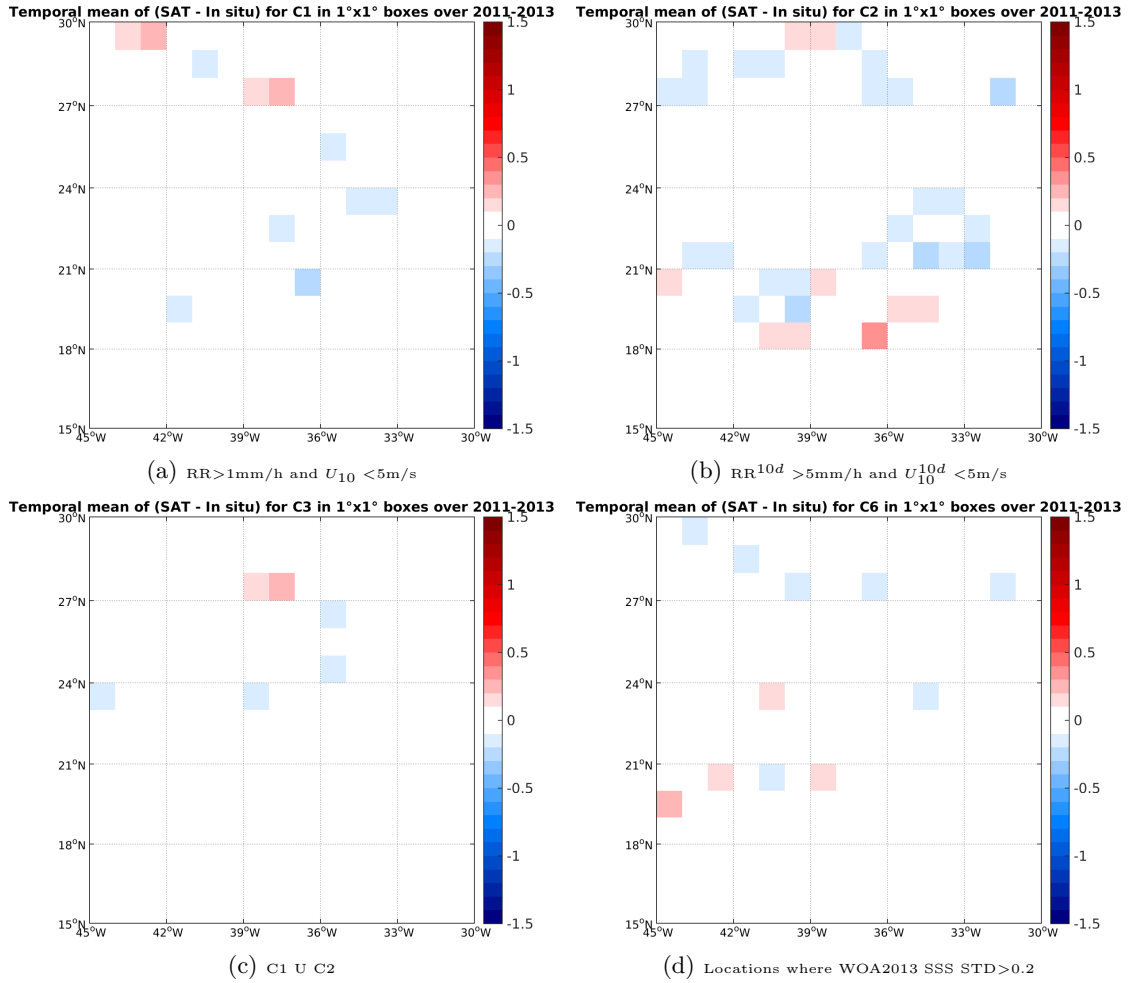 Temporal mean of (SAT - In situ) for C1 in 1°x1° boxes over 2011-2013
30°N
27°N
24°N
21°N
18°N
15°N
45°W 42°W 39°W 36°W 33°W 30°W
1.5
1
0.5
0
-0.5
-1
-1.5
(a) RR>1mm/h and U10 <5m/s
Temporal mean of (SAT - In situ) for C2 in 1°x1° boxes over 2011-2013
30°N
27°N
24°N
21°N
18°N
15°N
45°W 42°W 39°W 36°W 33°W 30°W
1.5
1
0.5
0
-0.5
-1
-1.5
(b) RR^10d >5mm/h and U_10^10d <5m/s
Temporal mean of (SAT - In situ) for C3 in 1°x1° boxes over 2011-2013
30°N
27°N
24°N
21°N
18°N
15°N
45°W 42°W 39°W 36°W 33°W 30°W
1.5
1
0.5
0
-0.5
-1
-1.5
(c) C1 U C2
Temporal mean of (SAT - In situ) for C6 in 1°x1° boxes over 2011-2013
30°N
27°N
24°N
21°N
18°N
15°N
45°W 42°W 39°W 36°W 33°W 30°W
1.5
1
0.5
0
-0.5
-1
-1.5
(d) Locations where WOA2013 SSS STD>0.2